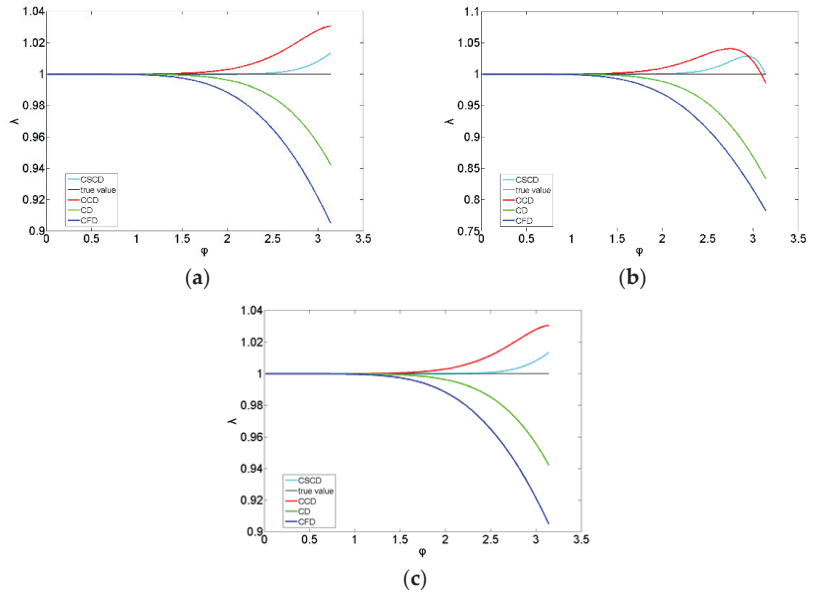 1.04
1.02
1
0.98
0.96
0.94
0.92
0.9
λ
CSCD
true value
CCD
CD
CFD
0 0.5 1 1.5 2 2.5 3 3.5
φ
(a)
1.1
1.05
1
0.95
0.9
0.85
0.8
0.75
λ
CSCD
true value
CCD
CD
CFD
0 0.5 1 1.5 2 2.5 3 3.5
φ
(b)
1.04
1.02
1
0.98
0.96
0.94
0.92
0.9
λ
CSCD
true value
CCD
CD
CFD
0 0.5 1 1.5 2 2.5 3 3.5
φ
(c)